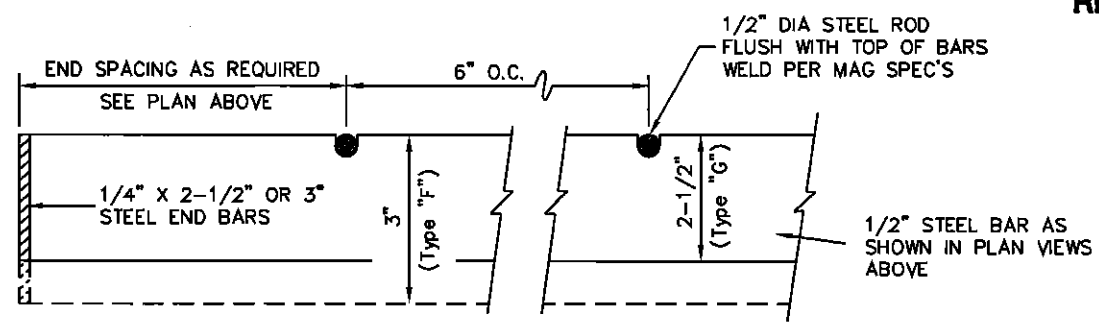 1/2" DIA STEEL ROD
FLUSH WITH TOP OF BARS
WELD PER MAG SPEC'S
END SPACING AS REQUIRED
SEE PLAN ABOVE
6" O.C.
1/4" X 2-1/2" OR 3"
STEEL END BARS
3"
(Type "F")
2-1/2"
(Type "G")
1/2" STEEL BAR AS
SHOWN IN PLAN VIEWS
ABOVE